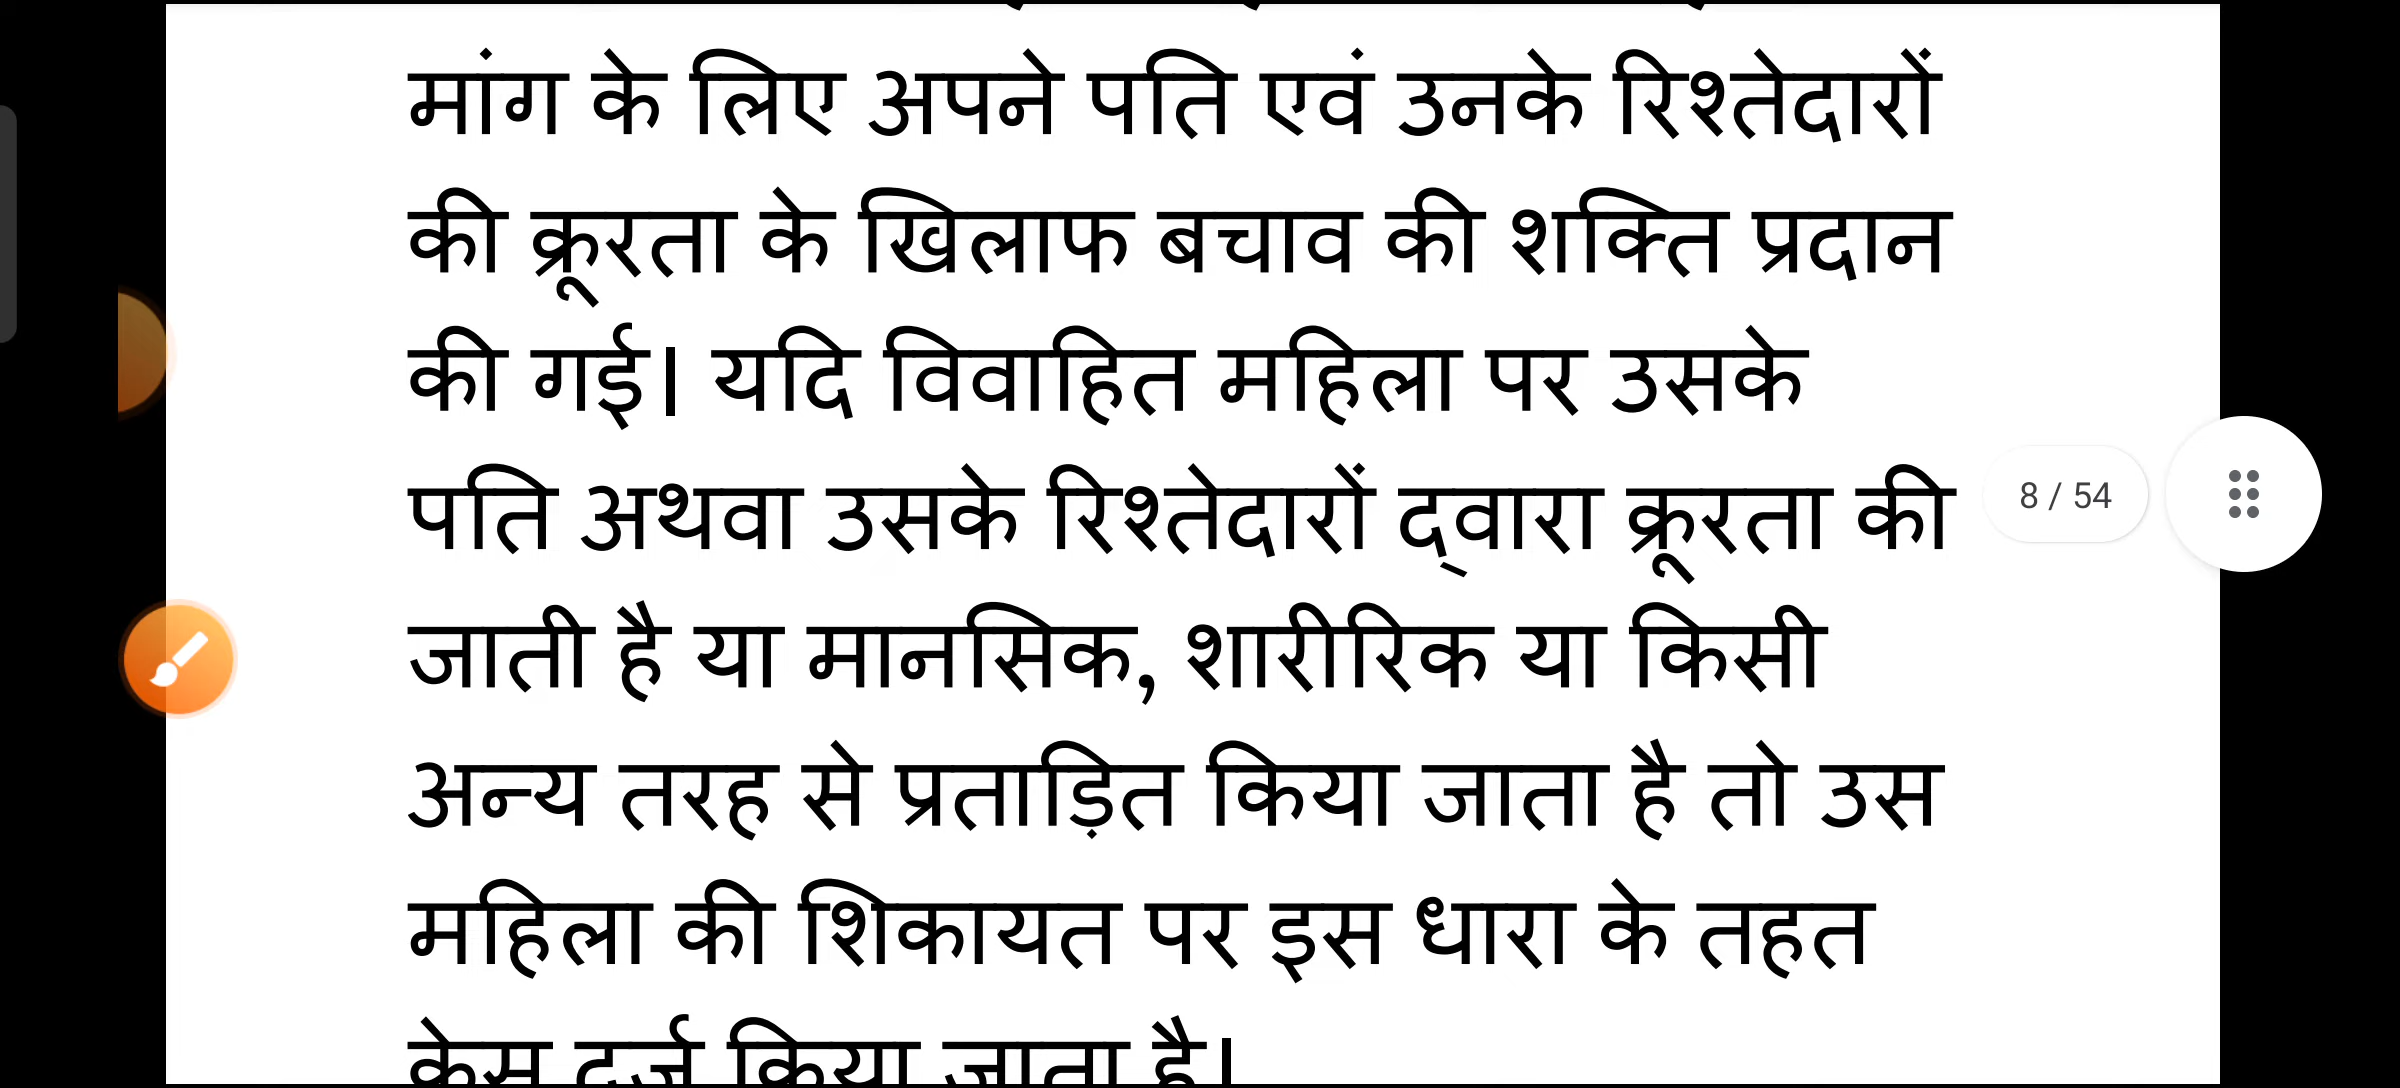 मांग के लिए अपने पति एवं उनके रिश्तेदारों
की क्रूरता के खिलाफ बचाव की शक्ति प्रदान
की गई। यदि विवाहित महिला पर उसके
पति अथवा उसके रिश्तेदारों द्वारा क्रूरता की
8 / 54
जाती है या मानसिक, शारीरिक या किसी
अन्य तरह से प्रताड़ित किया जाता है तो उस
महिला की शिकायत पर इस धारा के तहत
केस दर्ज किया जाता है।